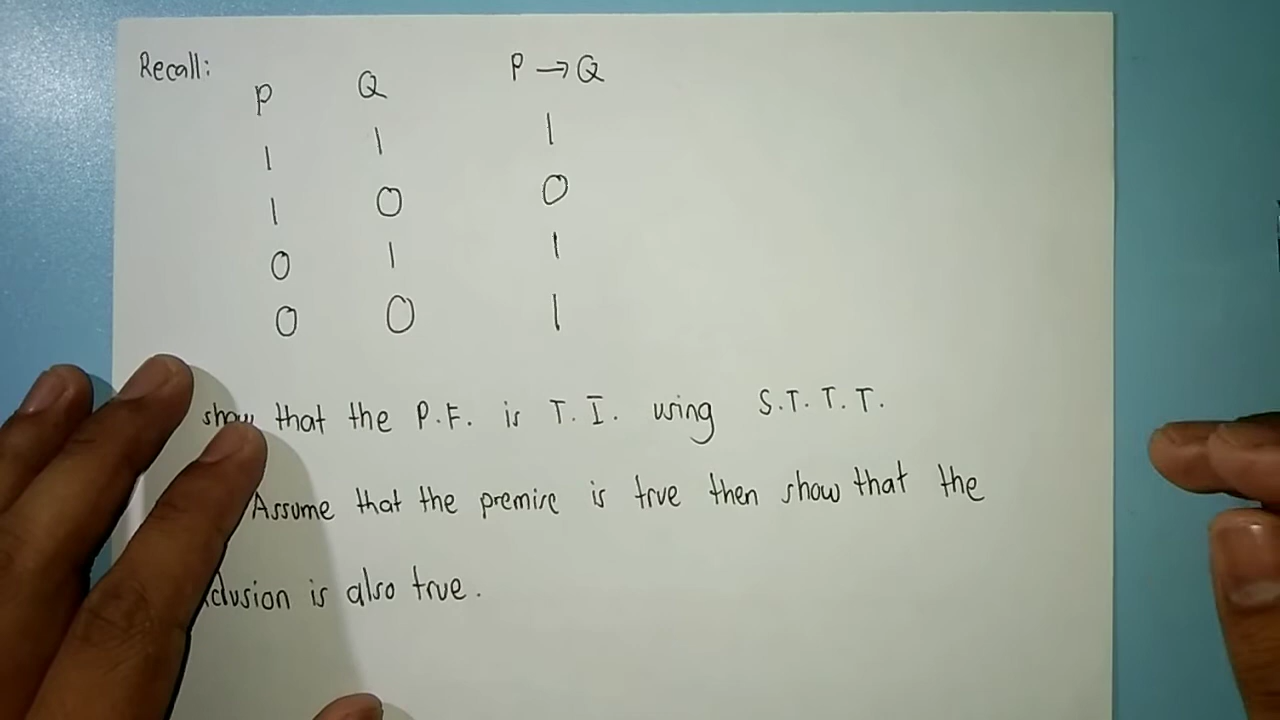 Recall:
P Q P → Q
1 1 1
1 0 0
0 1 1
0 0 1
show that the P.F. is T.I. using S.T.T.T.
Assume that the premise is true then show that the
is also true.